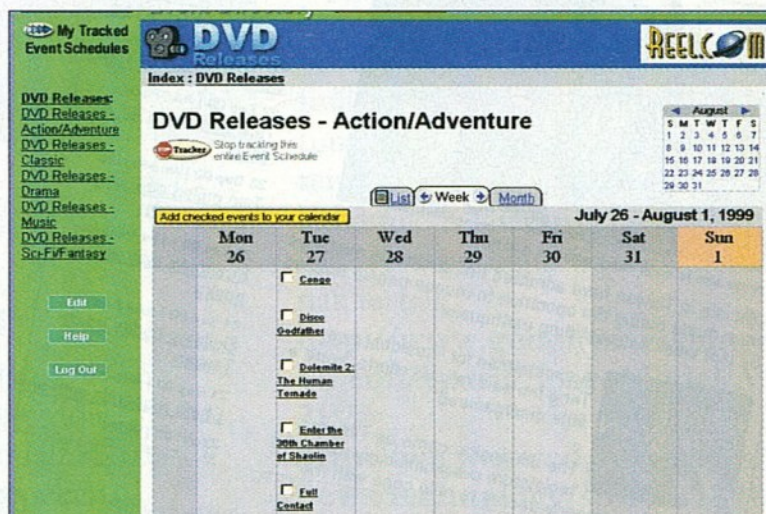 My Tracked
Event Schedules
DVD
Releases
REEL.COM
Index : DVD Releases
DVD Releases:
DVD Releases -
Action/Adventure
DVD Releases -
Classic
DVD Releases -
Drama
DVD Releases -
Music
DVD Releases -
Sci-Fi/Fantasy
Edit
Help
Log Out
DVD Releases - Action/Adventure
Tracker
Stop tracking this
entire Event Schedule
August
S M T W T F S
1 2 3 4 5 6 7
8 9 10 12 13 14
15 16 17 18 19 20 21
22 23 24 25 26 27 28
29 30 31
List Week Month
Add checked events to your calendar
July 26 - August 1, 1999
Mon Tue Wed Thu Fri Sat Sun
26 27 28 29 30 31 1
Congo
Disco
Godfather
Dolemite 2:
The Human
Tornado
Enter the
36th Chamber
of Shaolin
Full
Contact